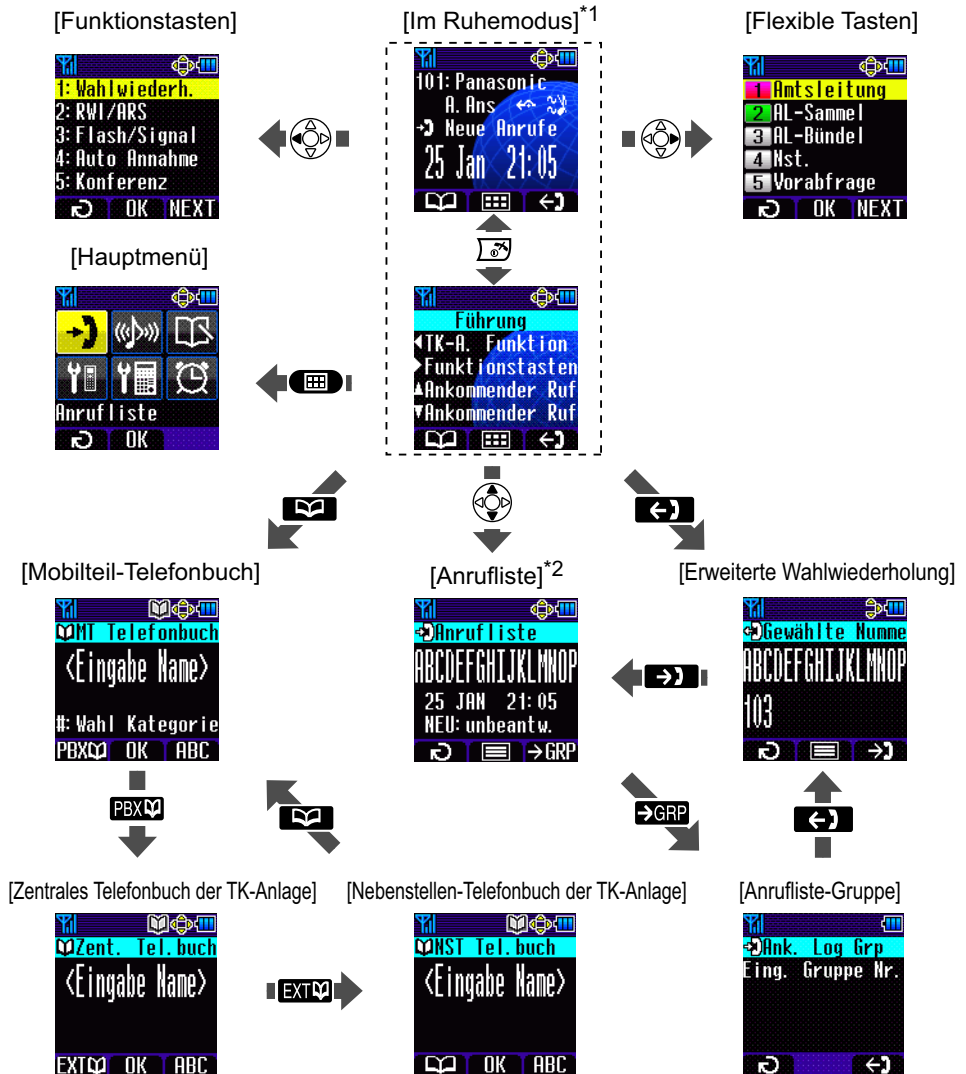 [Funktionstasten]
1: Wahlwiederh.
2: RWI/ARS
3: Flash/Signal
4: Auto Annahme
5: Konferenz
OK NEXT
[Im Ruhemodus]*1
101: Panasonic
A. Ans
Neue Anrufe
25 Jan 21:05
[Flexible Tasten]
1 Amtsleitung
2 AL-Sammel
3 AL-Bündel
4 Nst.
5 Vorabfrage
OK NEXT
[Hauptmenü]
Anrufliste
OK
Führung
TK-A. Funktion
Funktionstasten
Ankommender Ruf
Ankommender Ruf
[Mobilteil-Telefonbuch]
MT Telefonbuch
<Eingabe Name>
#: Wahl Kategorie
PBX OK ABC
[Anrufliste]*2
Anrufliste
ABCDEFGHIJKLMNOP
25 JAN 21:05
NEU: unbeantw.
→GRP
[Erweiterte Wahlwiederholung]
Gewählte Numme
ABCDEFGHIJKLMNOP
103
PBX
→GRP
[Zentrales Telefonbuch der TK-Anlage]
Zent. Tel.buch
<Eingabe Name>
EXT OK ABC
EXT
[Nebenstellen-Telefonbuch der TK-Anlage]
NST Tel.buch
<Eingabe Name>
OK ABC
[Anrufliste-Gruppe]
Ank. Log Grp
Eing. Gruppe Nr.